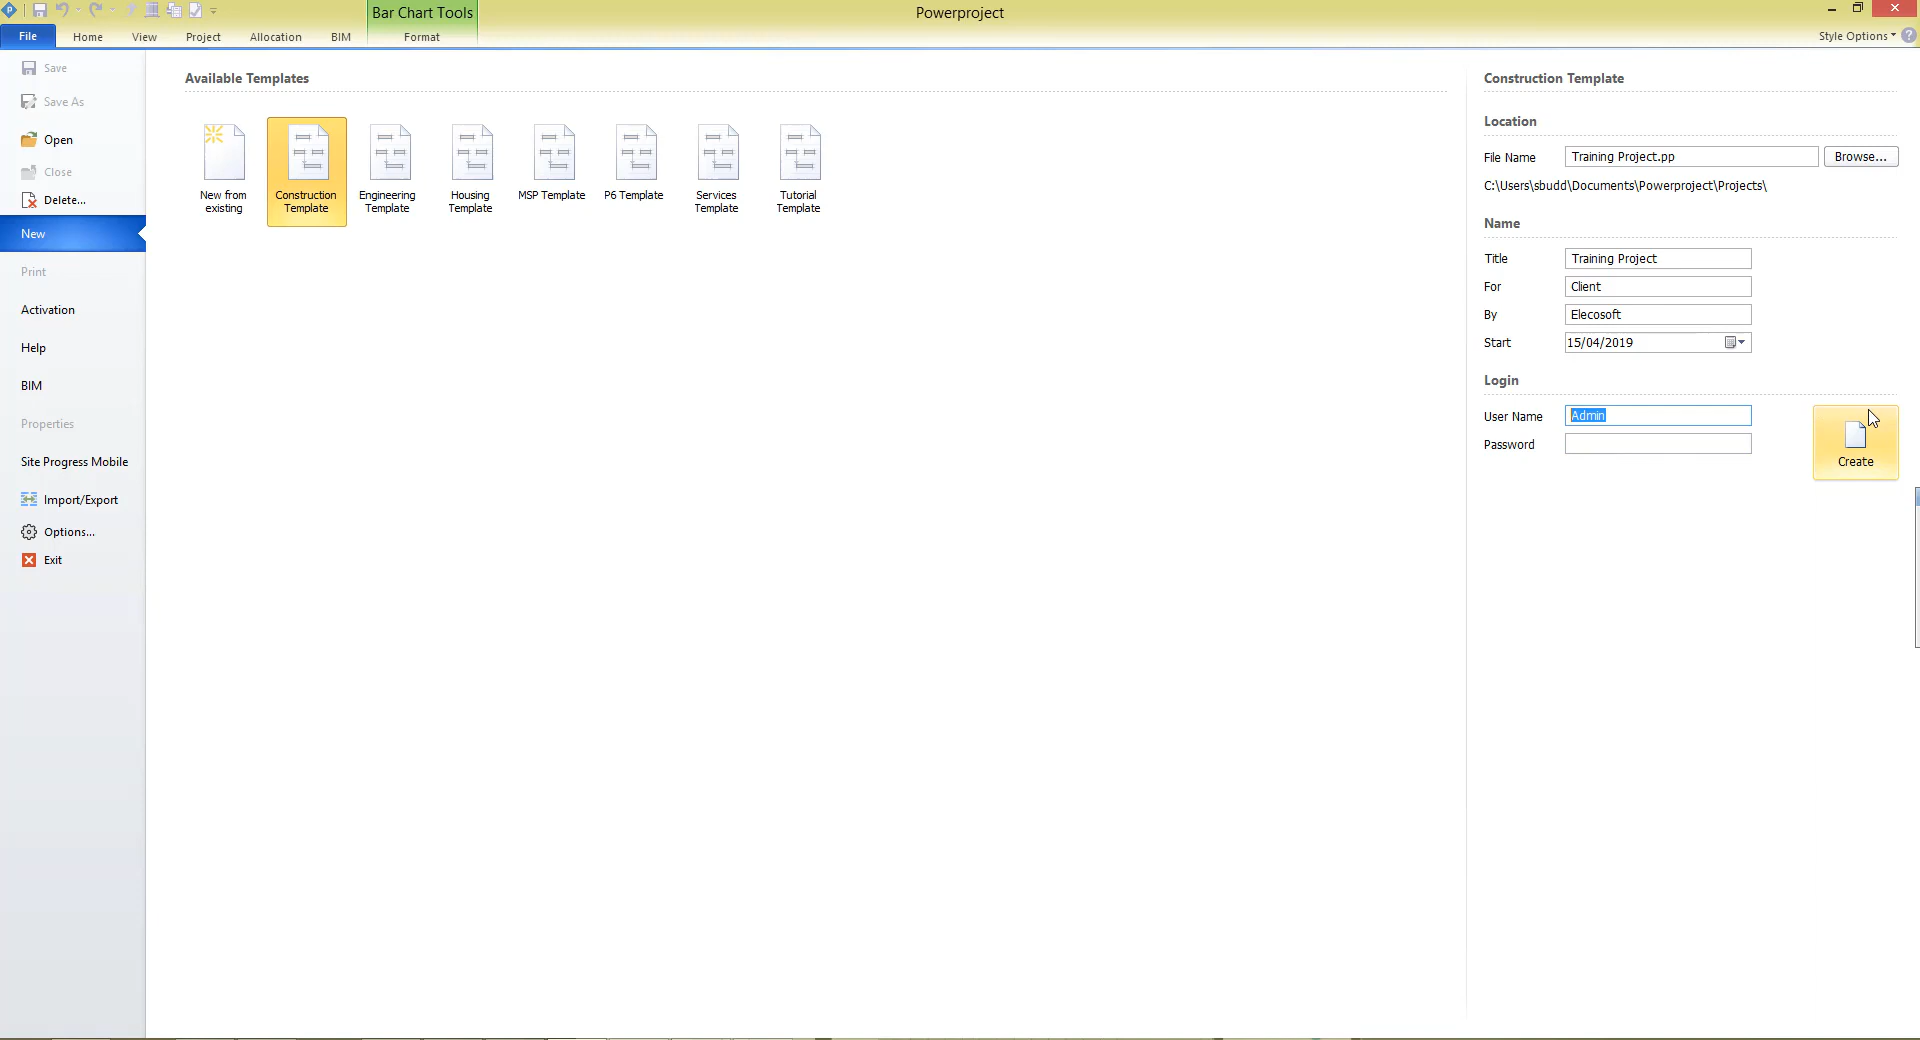 Bar Chart Tools
Powerproject
File
Home
View
Project
Allocation
BIM
Format
Style Options
Save
Save As
Open
Close
Delete...
New
Print
Activation
Help
BIM
Properties
Site Progress Mobile
Import/Export
Options...
Exit
Available Templates
New from
existing
Construction
Template
Engineering
Template
Housing
Template
MSP Template
P6 Template
Services
Template
Tutorial
Template
Construction Template
Location
File Name
Training Project.pp
Browse...
C:\Users\sbudd\Documents\Powerproject\Projects\
Name
Title
Training Project
For
Client
By
Elecosoft
Start
15/04/2019
Login
User Name
Admin
Password
Create